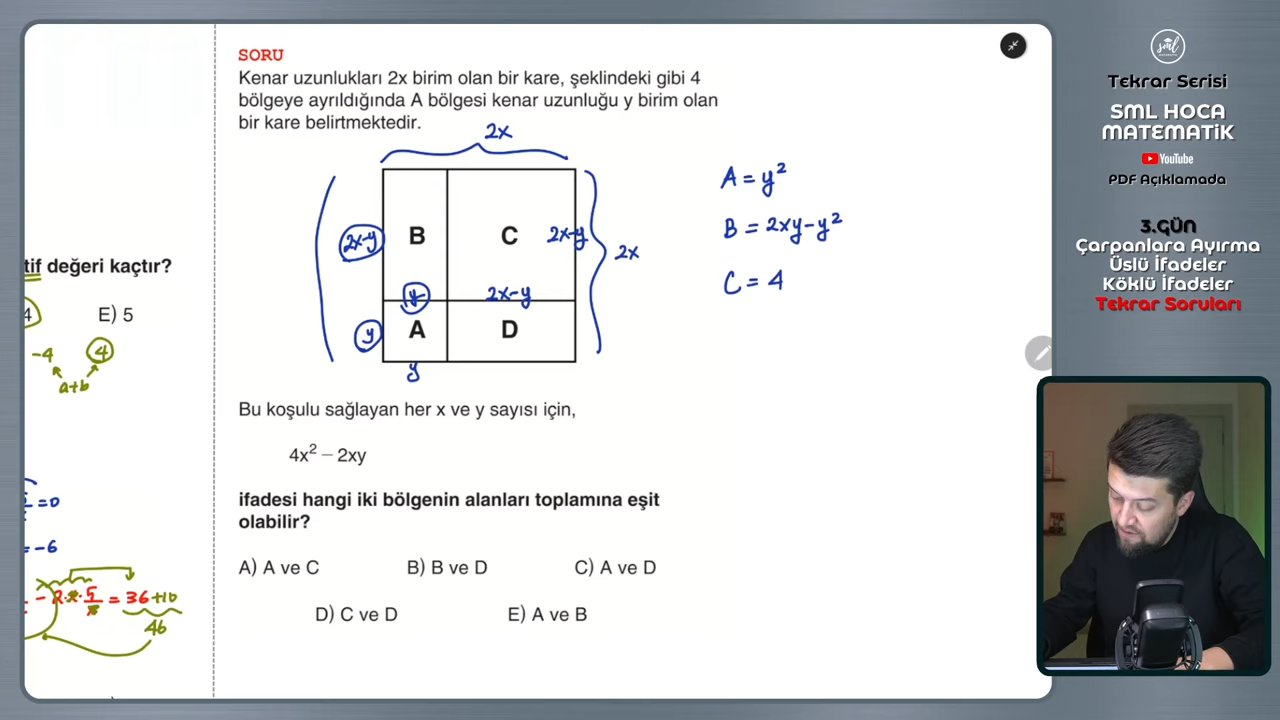 SORU
Kenar uzunlukları 2x birim olan bir kare, şeklindeki gibi 4
bölgeye ayrıldığında A bölgesi kenar uzunluğu y birim olan
bir kare belirtmektedir.
2x
B
C
2x-y
2x-y
2x
y
2x-y
y
A
D
y
A = y²
B = 2xy-y²
C = 4
Bu koşulu sağlayan her x ve y sayısı için,
4x² – 2xy
ifadesi hangi iki bölgenin alanları toplamına eşit
olabilir?
A) A ve C
B) B ve D
C) A ve D
D) C ve D
E) A ve B
tif değeri kaçtır?
E) 5
-4
4
a+b
=0
= -6
= 36 +10
46
sml
Tekrar Serisi
SML HOCA
MATEMATİK
YouTube
PDF Açıklamada
3.GÜN
Çarpanlara Ayırma
Üslü İfadeler
Köklü İfadeler
Tekrar Soruları